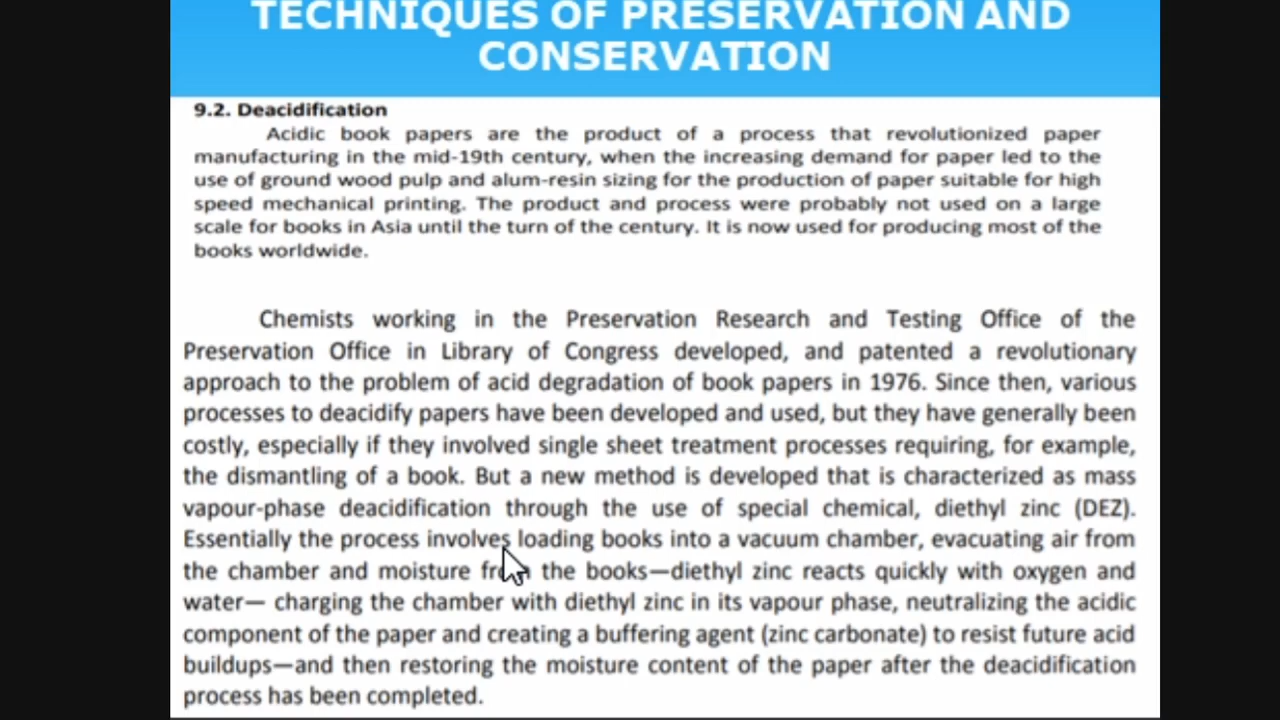 TECHNIQUES OF PRESERVATION AND
CONSERVATION
9.2. Deacidification
Acidic book papers are the product of a process that revolutionized paper
manufacturing in the mid-19th century, when the increasing demand for paper led to the
use of ground wood pulp and alum-resin sizing for the production of paper suitable for high
speed mechanical printing. The product and process were probably not used on a large
scale for books in Asia until the turn of the century. It is now used for producing most of the
books worldwide.
Chemists working in the Preservation Research and Testing Office of the
Preservation Office in Library of Congress developed, and patented a revolutionary
approach to the problem of acid degradation of book papers in 1976. Since then, various
processes to deacidify papers have been developed and used, but they have generally been
costly, especially if they involved single sheet treatment processes requiring, for example,
the dismantling of a book. But a new method is developed that is characterized as mass
vapour-phase deacidification through the use of special chemical, diethyl zinc (DEZ).
Essentially the process involves loading books into a vacuum chamber, evacuating air from
the chamber and moisture from the books—diethyl zinc reacts quickly with oxygen and
water— charging the chamber with diethyl zinc in its vapour phase, neutralizing the acidic
component of the paper and creating a buffering agent (zinc carbonate) to resist future acid
buildups—and then restoring the moisture content of the paper after the deacidification
process has been completed.